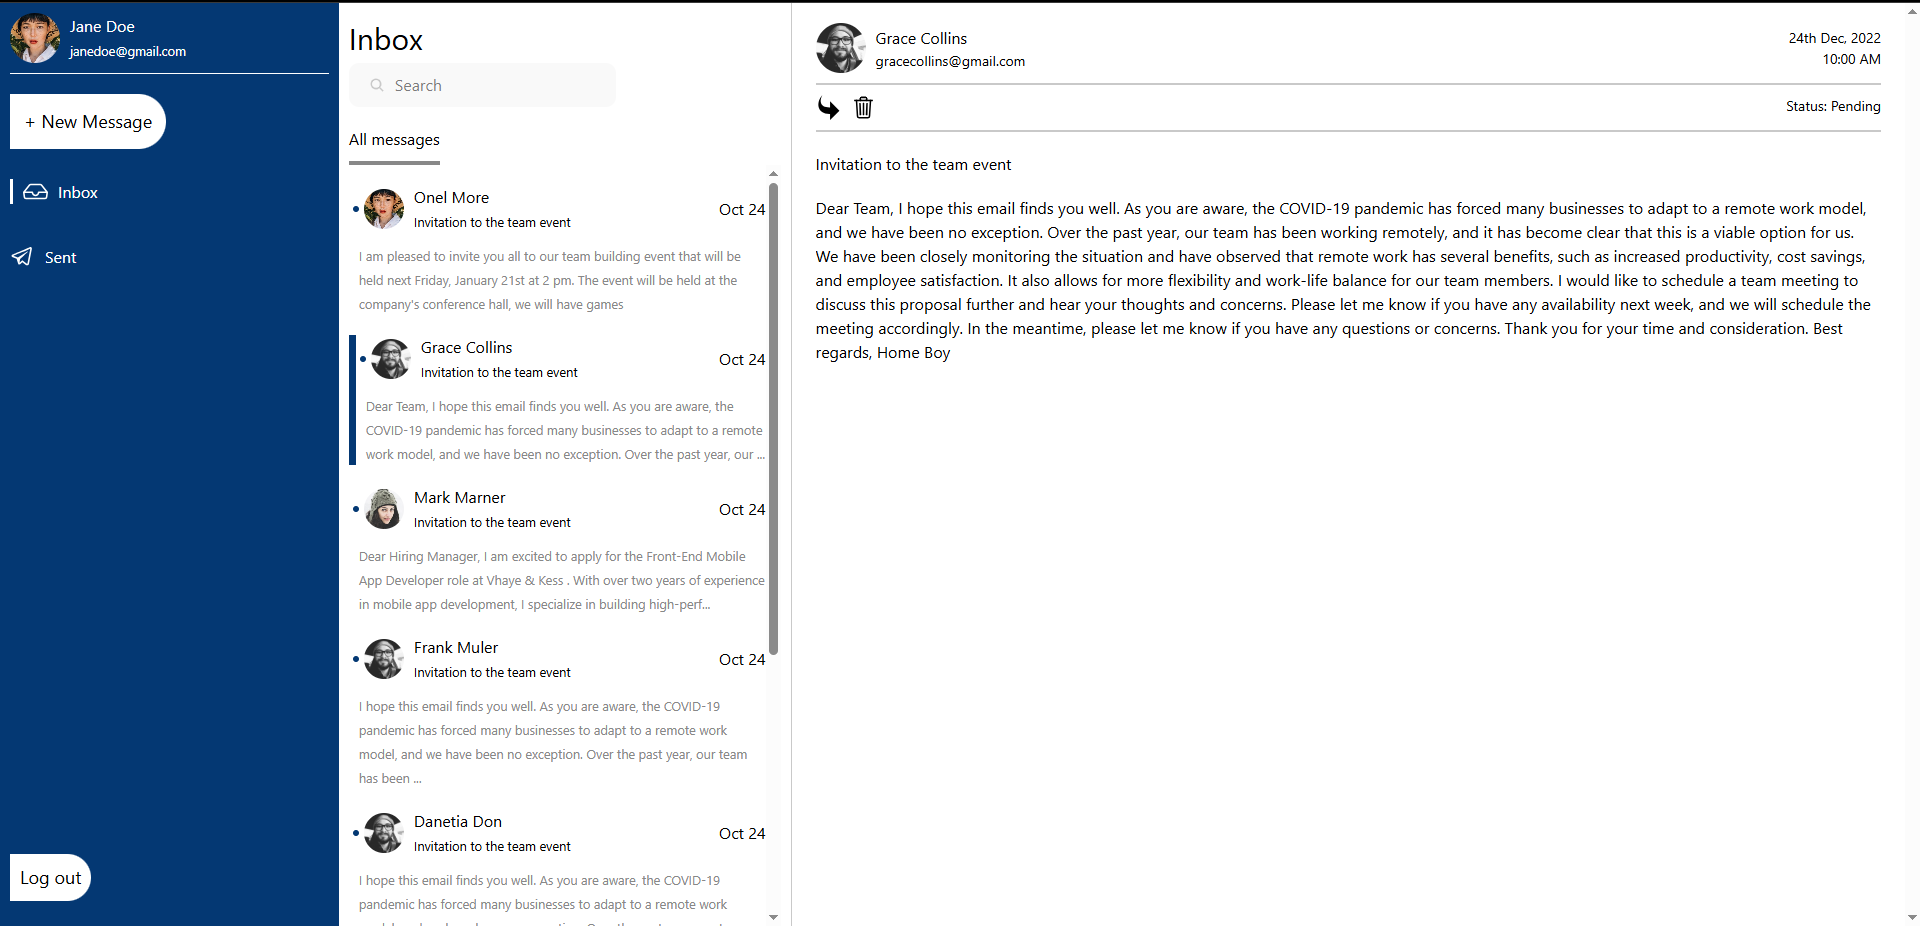 Jane Doe
janedoe@gmail.com
+ New Message
Inbox
Sent
Log out
Inbox
Search
All messages
Onel More
Invitation to the team event
Oct 24
I am pleased to invite you all to our team building event that will be
held next Friday, January 21st at 2 pm. The event will be held at the
company's conference hall, we will have games
Grace Collins
Invitation to the team event
Oct 24
Dear Team, I hope this email finds you well. As you are aware, the
COVID-19 pandemic has forced many businesses to adapt to a remote
work model, and we have been no exception. Over the past year, our ...
Mark Marner
Invitation to the team event
Oct 24
Dear Hiring Manager, I am excited to apply for the Front-End Mobile
App Developer role at Vhaye & Kess . With over two years of experience
in mobile app development, I specialize in building high-perf...
Frank Muler
Invitation to the team event
Oct 24
I hope this email finds you well. As you are aware, the COVID-19
pandemic has forced many businesses to adapt to a remote work
model, and we have been no exception. Over the past year, our team
has been ...
Danetia Don
Invitation to the team event
Oct 24
I hope this email finds you well. As you are aware, the COVID-19
pandemic has forced many businesses to adapt to a remote work
Grace Collins
gracecollins@gmail.com
24th Dec, 2022
10:00 AM
Status: Pending
Invitation to the team event
Dear Team, I hope this email finds you well. As you are aware, the COVID-19 pandemic has forced many businesses to adapt to a remote work model,
and we have been no exception. Over the past year, our team has been working remotely, and it has become clear that this is a viable option for us.
We have been closely monitoring the situation and have observed that remote work has several benefits, such as increased productivity, cost savings,
and employee satisfaction. It also allows for more flexibility and work-life balance for our team members. I would like to schedule a team meeting to
discuss this proposal further and hear your thoughts and concerns. Please let me know if you have any availability next week, and we will schedule the
meeting accordingly. In the meantime, please let me know if you have any questions or concerns. Thank you for your time and consideration. Best
regards, Home Boy